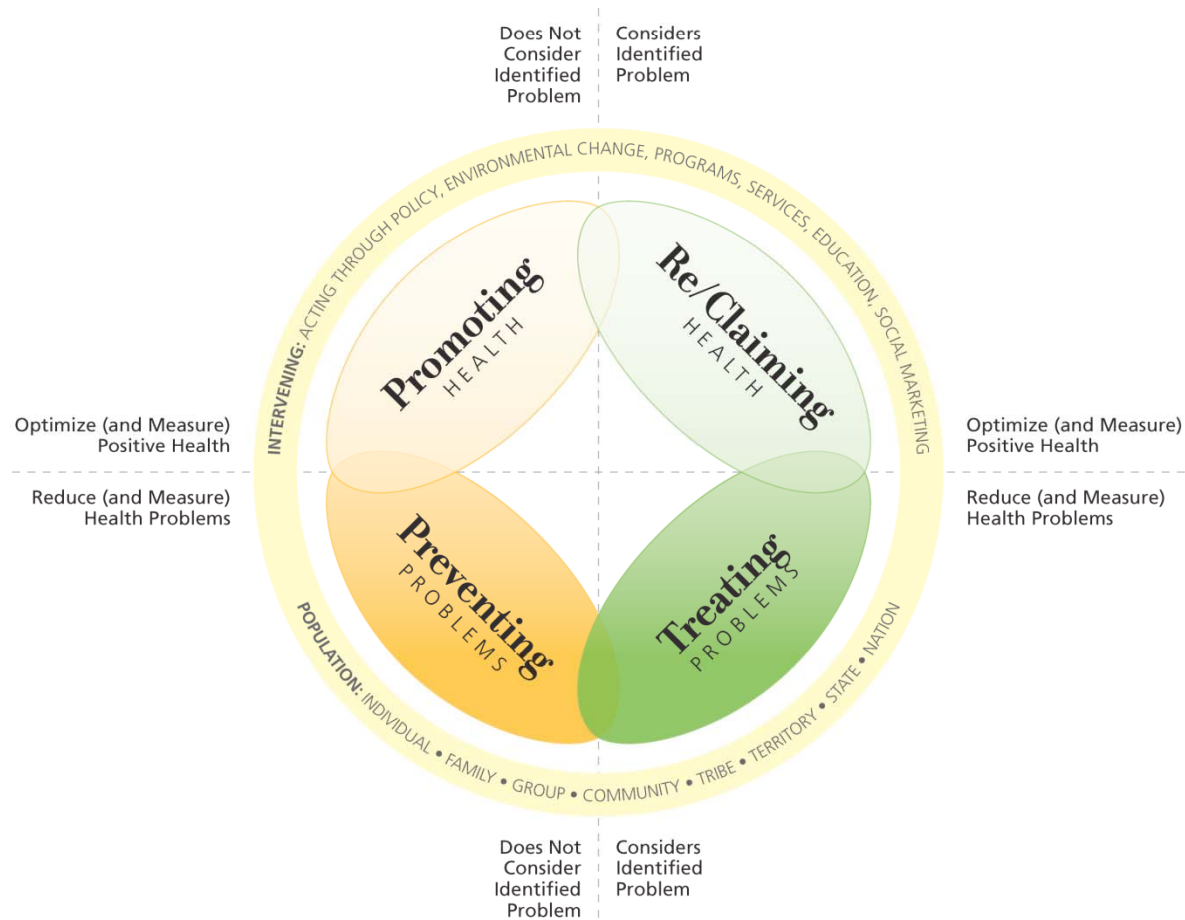 Does Not
Consider
Identified
Problem
Considers
Identified
Problem
INTERVENING: ACTING THROUGH POLICY, ENVIRONMENTAL CHANGE, PROGRAMS, SERVICES, EDUCATION, SOCIAL MARKETING
Promoting
HEALTH
Re/Claiming
HEALTH
Optimize (and Measure)
Positive Health
Optimize (and Measure)
Positive Health
Reduce (and Measure)
Health Problems
Reduce (and Measure)
Health Problems
Preventing
PROBLEMS
Treating
PROBLEMS
POPULATION: INDIVIDUAL • FAMILY • GROUP • COMMUNITY • TRIBE • TERRITORY • STATE • NATION
Does Not
Consider
Identified
Problem
Considers
Identified
Problem